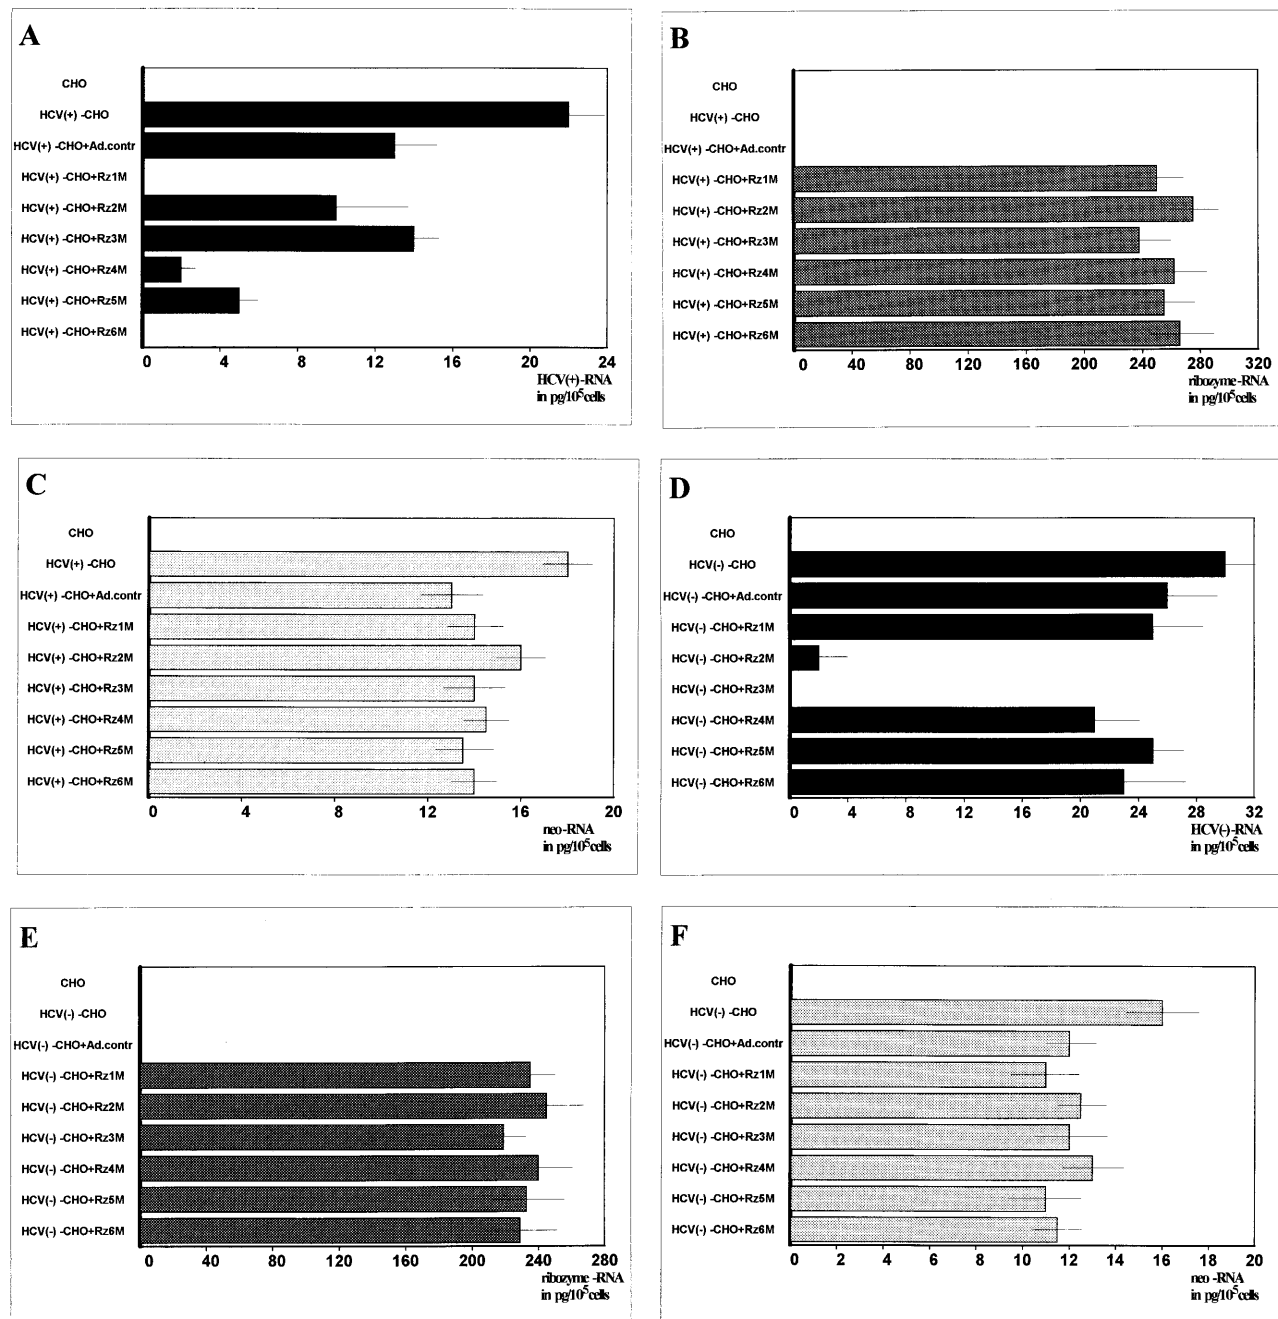 A
CHO
HCV(+) -CHO
HCV(+) -CHO+Ad.contr
HCV(+) -CHO+Rz1M
HCV(+) -CHO+Rz2M
HCV(+) -CHO+Rz3M
HCV(+) -CHO+Rz4M
HCV(+) -CHO+Rz5M
HCV(+) -CHO+Rz6M
0 4 8 12 16 20 24
HCV(+)-RNA
in pg/10⁵cells
B
CHO
HCV(+) -CHO
HCV(+) -CHO+Ad.contr
HCV(+) -CHO+Rz1M
HCV(+) -CHO+Rz2M
HCV(+) -CHO+Rz3M
HCV(+) -CHO+Rz4M
HCV(+) -CHO+Rz5M
HCV(+) -CHO+Rz6M
0 40 80 120 160 200 240 280 320
ribozyme-RNA
in pg/10⁵cells
C
CHO
HCV(+) -CHO
HCV(+) -CHO+Ad.contr
HCV(+) -CHO+Rz1M
HCV(+) -CHO+Rz2M
HCV(+) -CHO+Rz3M
HCV(+) -CHO+Rz4M
HCV(+) -CHO+Rz5M
HCV(+) -CHO+Rz6M
0 4 8 12 16 20
neo-RNA
in pg/10⁵cells
D
CHO
HCV(-) -CHO
HCV(-) -CHO+Ad.contr
HCV(-) -CHO+Rz1M
HCV(-) -CHO+Rz2M
HCV(-) -CHO+Rz3M
HCV(-) -CHO+Rz4M
HCV(-) -CHO+Rz5M
HCV(-) -CHO+Rz6M
0 4 8 12 16 20 24 28 32
HCV(-)-RNA
in pg/10⁵cells
E
CHO
HCV(-) -CHO
HCV(-) -CHO+Ad.contr
HCV(-) -CHO+Rz1M
HCV(-) -CHO+Rz2M
HCV(-) -CHO+Rz3M
HCV(-) -CHO+Rz4M
HCV(-) -CHO+Rz5M
HCV(-) -CHO+Rz6M
0 40 80 120 160 200 240 280
ribozyme -RNA
in pg/10⁵cells
F
CHO
HCV(-) -CHO
HCV(-) -CHO+Ad.contr
HCV(-) -CHO+Rz1M
HCV(-) -CHO+Rz2M
HCV(-) -CHO+Rz3M
HCV(-) -CHO+Rz4M
HCV(-) -CHO+Rz5M
HCV(-) -CHO+Rz6M
0 2 4 6 8 10 12 14 16 18 20
neo -RNA
in pg/10⁵cells